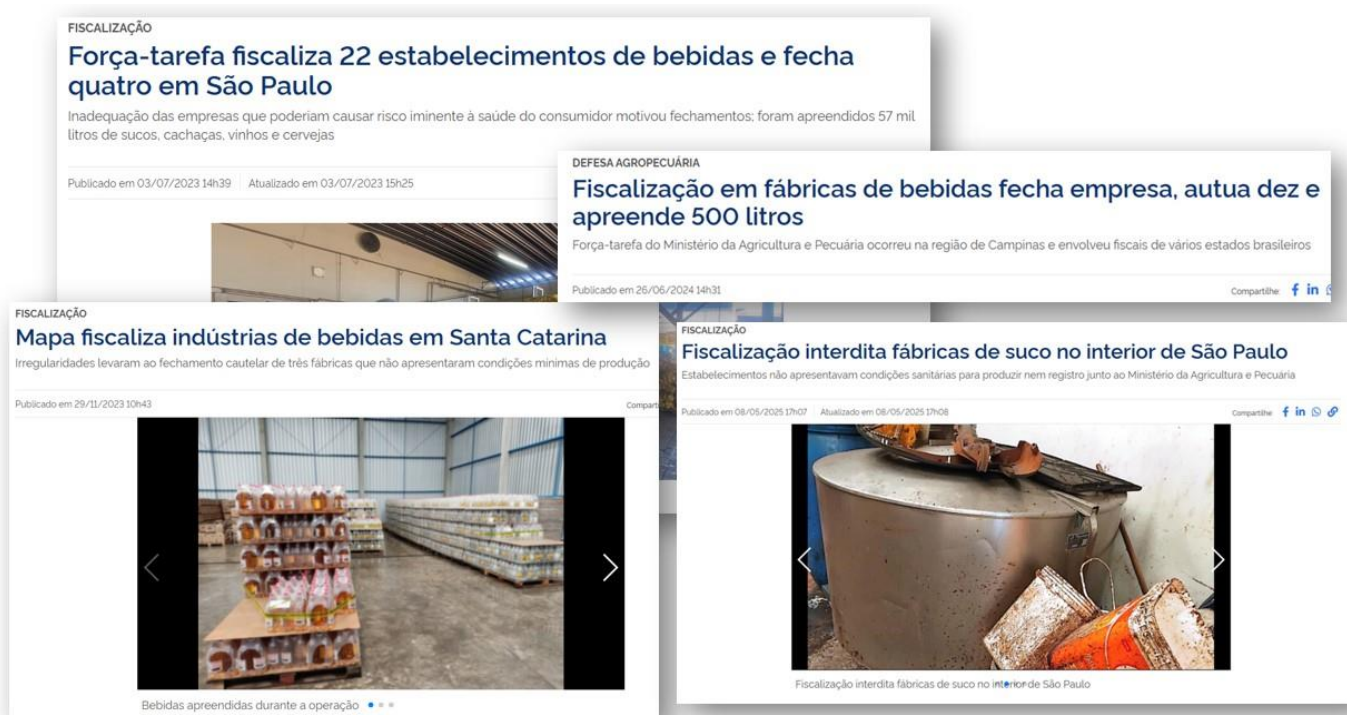 FISCALIZAÇÃO
Força-tarefa fiscaliza 22 estabelecimentos de bebidas e fecha
quatro em São Paulo
Inadequação das empresas que poderiam causar risco iminente à saúde do consumidor motivou fechamentos; foram apreendidos 57 mil
litros de sucos, cachaças, vinhos e cervejas
Publicado em 03/07/2023 14h39 Atualizado em 03/07/2023 15h25
DEFESA AGROPECUÁRIA
Fiscalização em fábricas de bebidas fecha empresa, autua dez e
apreende 500 litros
Força-tarefa do Ministério da Agricultura e Pecuária ocorreu na região de Campinas e envolveu fiscais de vários estados brasileiros
Publicado em 26/06/2024 14h31
Compartilhe:
FISCALIZAÇÃO
Mapa fiscaliza indústrias de bebidas em Santa Catarina
Irregularidades levaram ao fechamento cautelar de três fábricas que não apresentaram condições mínimas de produção
Publicado em 29/11/2023 10h43
Comparti
Bebidas apreendidas durante a operação
FISCALIZAÇÃO
Fiscalização interdita fábricas de suco no interior de São Paulo
Estabelecimentos não apresentavam condições sanitárias para produzir nem registro junto ao Ministério da Agricultura e Pecuária
Publicado em 08/05/2025 17h07 Atualizado em 08/05/2025 17h08
Compartilhe:
Fiscalização interdita fábricas de suco no interior de São Paulo